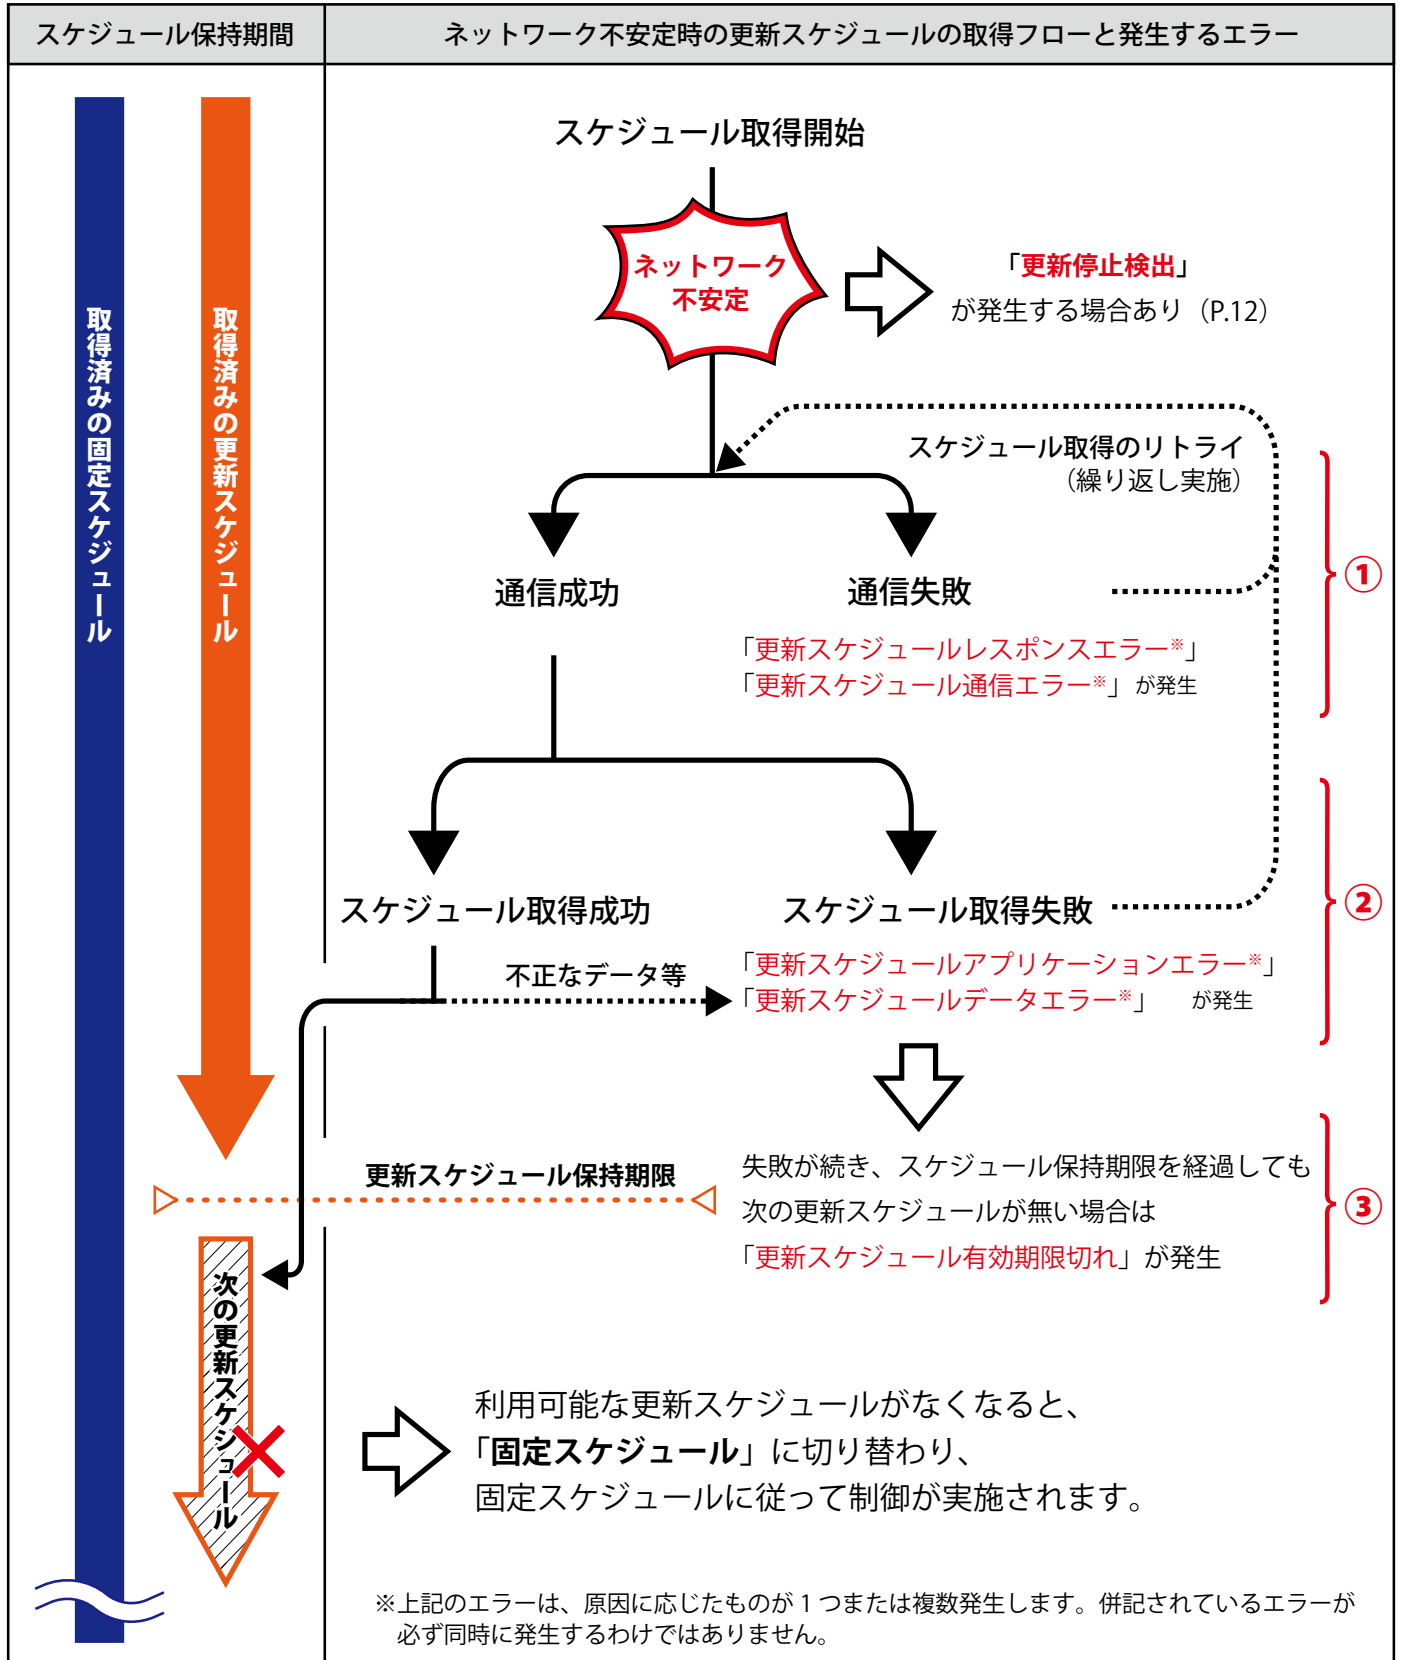 スケジュール保持期間
ネットワーク不安定時の更新スケジュールの取得フローと発生するエラー
取得済みの固定スケジュール
取得済みの更新スケジュール
スケジュール取得開始
ネットワーク
不安定
「更新停止検出」
が発生する場合あり（P.12）
スケジュール取得のリトライ
（繰り返し実施）
通信成功
通信失敗
「更新スケジュールレスポンスエラー※」
「更新スケジュール通信エラー※」が発生
①
スケジュール取得成功
スケジュール取得失敗
不正なデータ等
「更新スケジュールアプリケーションエラー※」
「更新スケジュールデータエラー※」 が発生
②
更新スケジュール保持期限
失敗が続き、スケジュール保持期限を経過しても
次の更新スケジュールが無い場合は
「更新スケジュール有効期限切れ」が発生
③
次の更新スケジュール
利用可能な更新スケジュールがなくなると、
「固定スケジュール」に切り替わり、
固定スケジュールに従って制御が実施されます。
※上記のエラーは、原因に応じたものが 1 つまたは複数発生します。併記されているエラーが
必ず同時に発生するわけではありません。